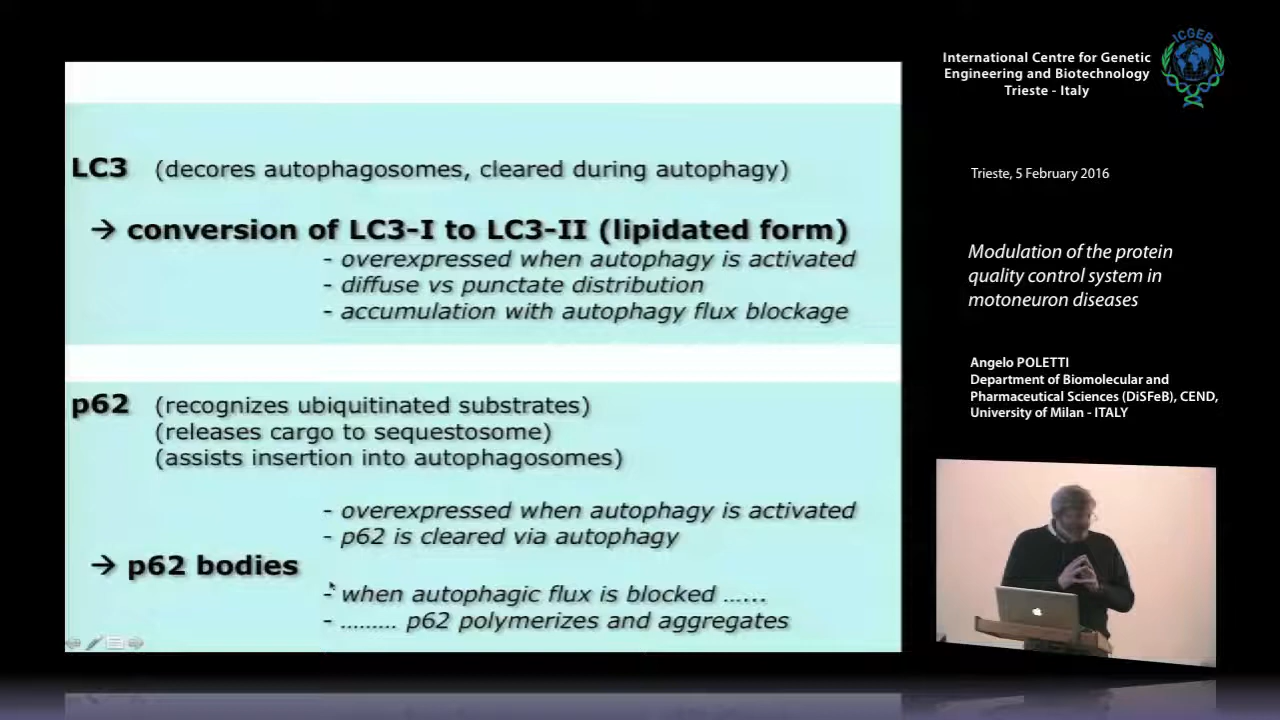 LC3 (decores autophagosomes, cleared during autophagy)
→ conversion of LC3-I to LC3-II (lipidated form)
- overexpressed when autophagy is activated
- diffuse vs punctate distribution
- accumulation with autophagy flux blockage
p62 (recognizes ubiquitinated substrates)
(releases cargo to sequestosome)
(assists insertion into autophagosomes)
- overexpressed when autophagy is activated
- p62 is cleared via autophagy
→ p62 bodies
- when autophagic flux is blocked ......
- ......... p62 polymerizes and aggregates
International Centre for Genetic
Engineering and Biotechnology
Trieste - Italy
ICGEB
Trieste, 5 February 2016
Modulation of the protein
quality control system in
motoneuron diseases
Angelo POLETTI
Department of Biomolecular and
Pharmaceutical Sciences (DiSFeB), CEND,
University of Milan - ITALY